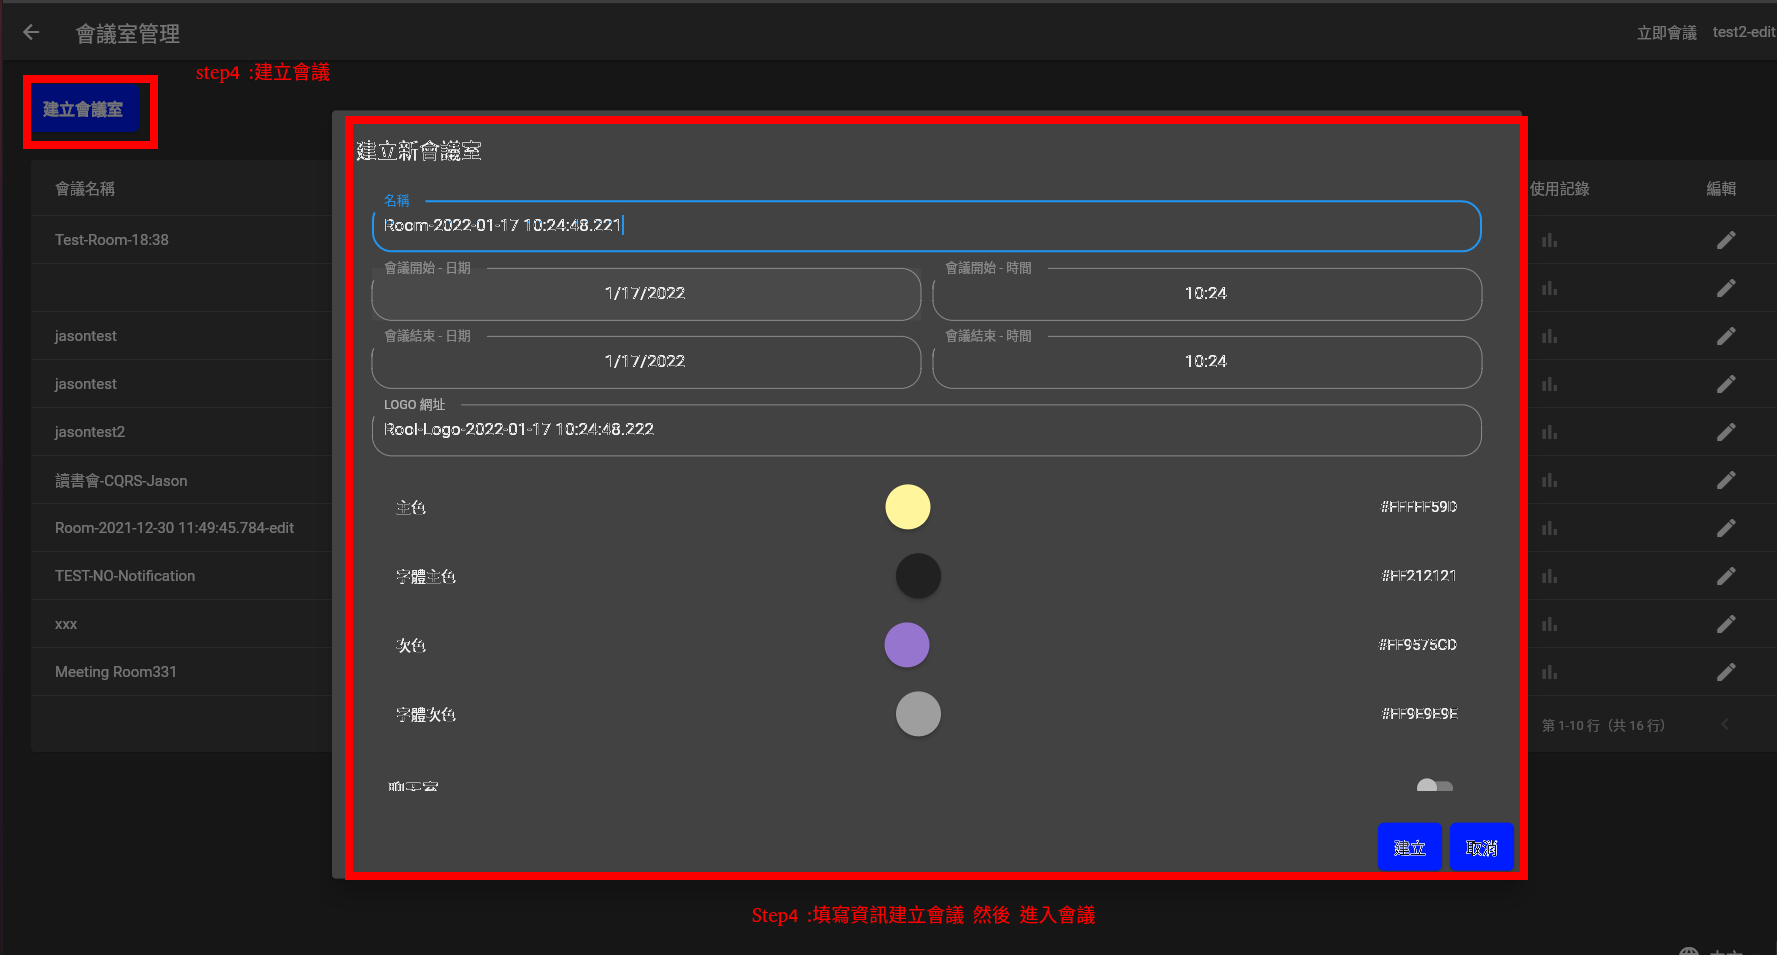 會議室管理
立即會議
test2-edit
step4 :建立會議
建立會議室
會議名稱
使用記錄
編輯
Test-Room-18:38
jasontest
jasontest
jasontest2
讀書會-CQRS-Jason
Room-2021-12-30 11:49:45.784-edit
TEST-NO-Notification
xxx
Meeting Room331
第 1-10 行（共 16 行）
建立新會議室
名稱
Room-2022-01-17 10:24:48.221
會議開始 - 日期
會議開始 - 時間
1/17/2022
10:24
會議結束 - 日期
會議結束 - 時間
1/17/2022
10:24
LOGO 網址
Rool-Logo-2022-01-17 10:24:48.222
主色
#FFFFF59D
字體主色
#FF212121
次色
#FF9575CD
字體次色
#FF9E9E9E
聊天室
建立
取消
Step4 :填寫資訊建立會議 然後 進入會議